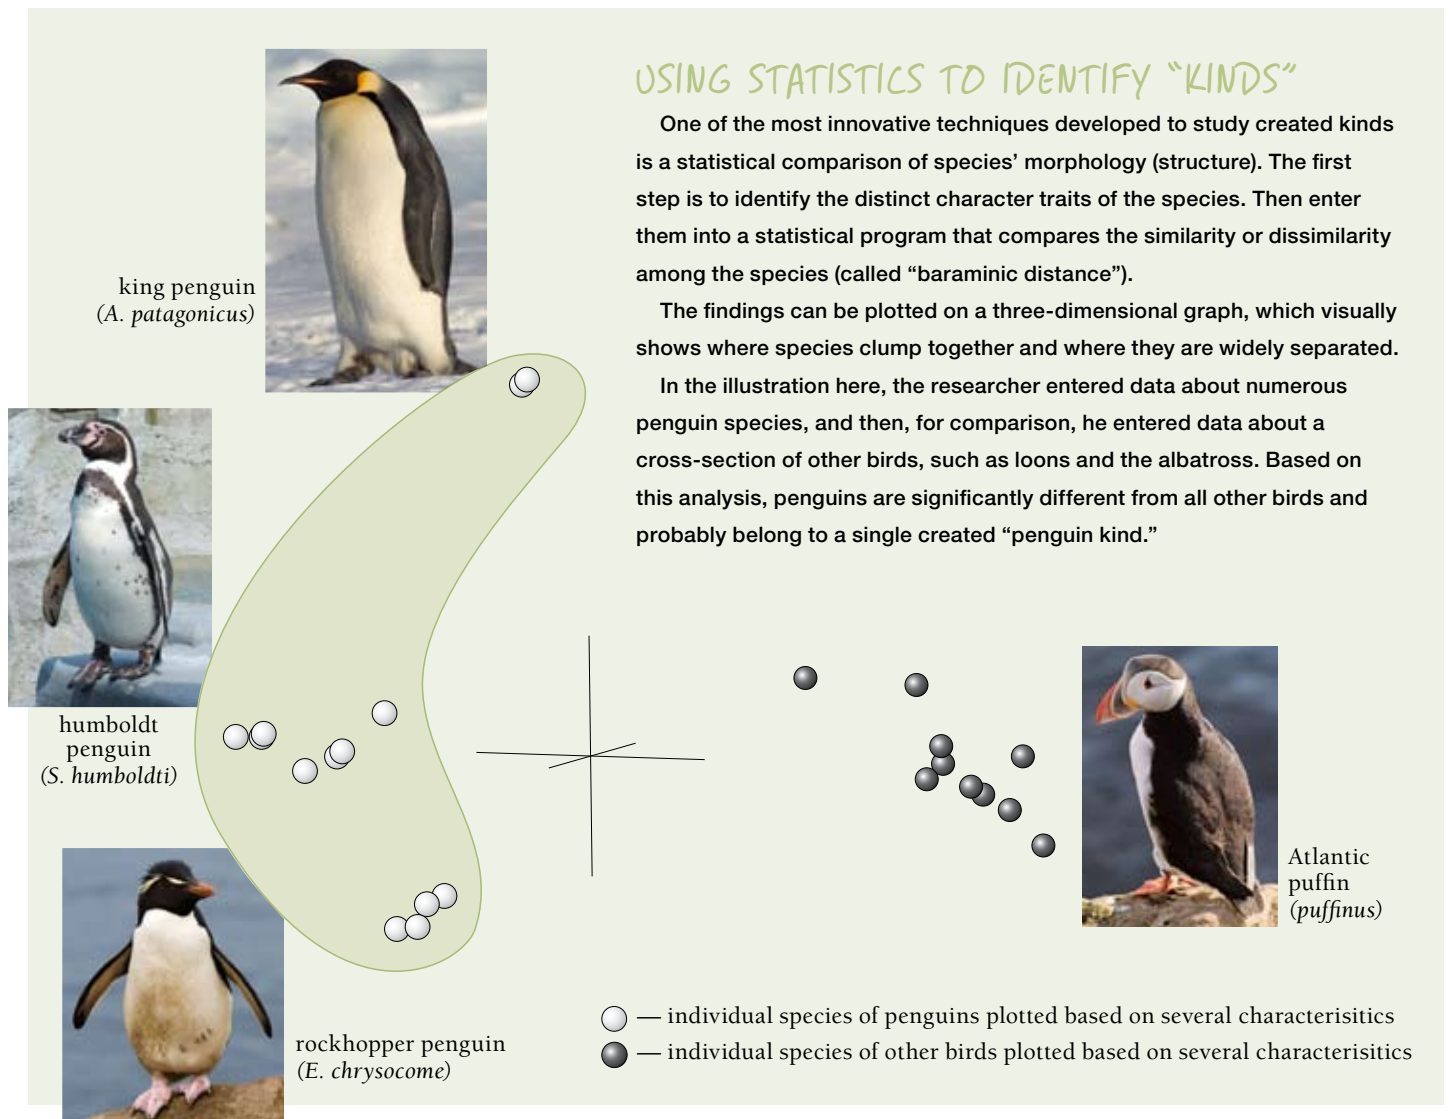 USING STATISTICS TO IDENTIFY “KINDS”
One of the most innovative techniques developed to study created kinds
is a statistical comparison of species’ morphology (structure). The first
step is to identify the distinct character traits of the species. Then enter
them into a statistical program that compares the similarity or dissimilarity
among the species (called “baraminic distance”).
The findings can be plotted on a three-dimensional graph, which visually
shows where species clump together and where they are widely separated.
In the illustration here, the researcher entered data about numerous
penguin species, and then, for comparison, he entered data about a
cross-section of other birds, such as loons and the albatross. Based on
this analysis, penguins are significantly different from all other birds and
probably belong to a single created “penguin kind.”
king penguin
(A. patagonicus)
humboldt
penguin
(S. humboldti)
rockhopper penguin
(E. chrysocome)
Atlantic
puffin
(puffinus)
— individual species of penguins plotted based on several characterisitics
— individual species of other birds plotted based on several characterisitics